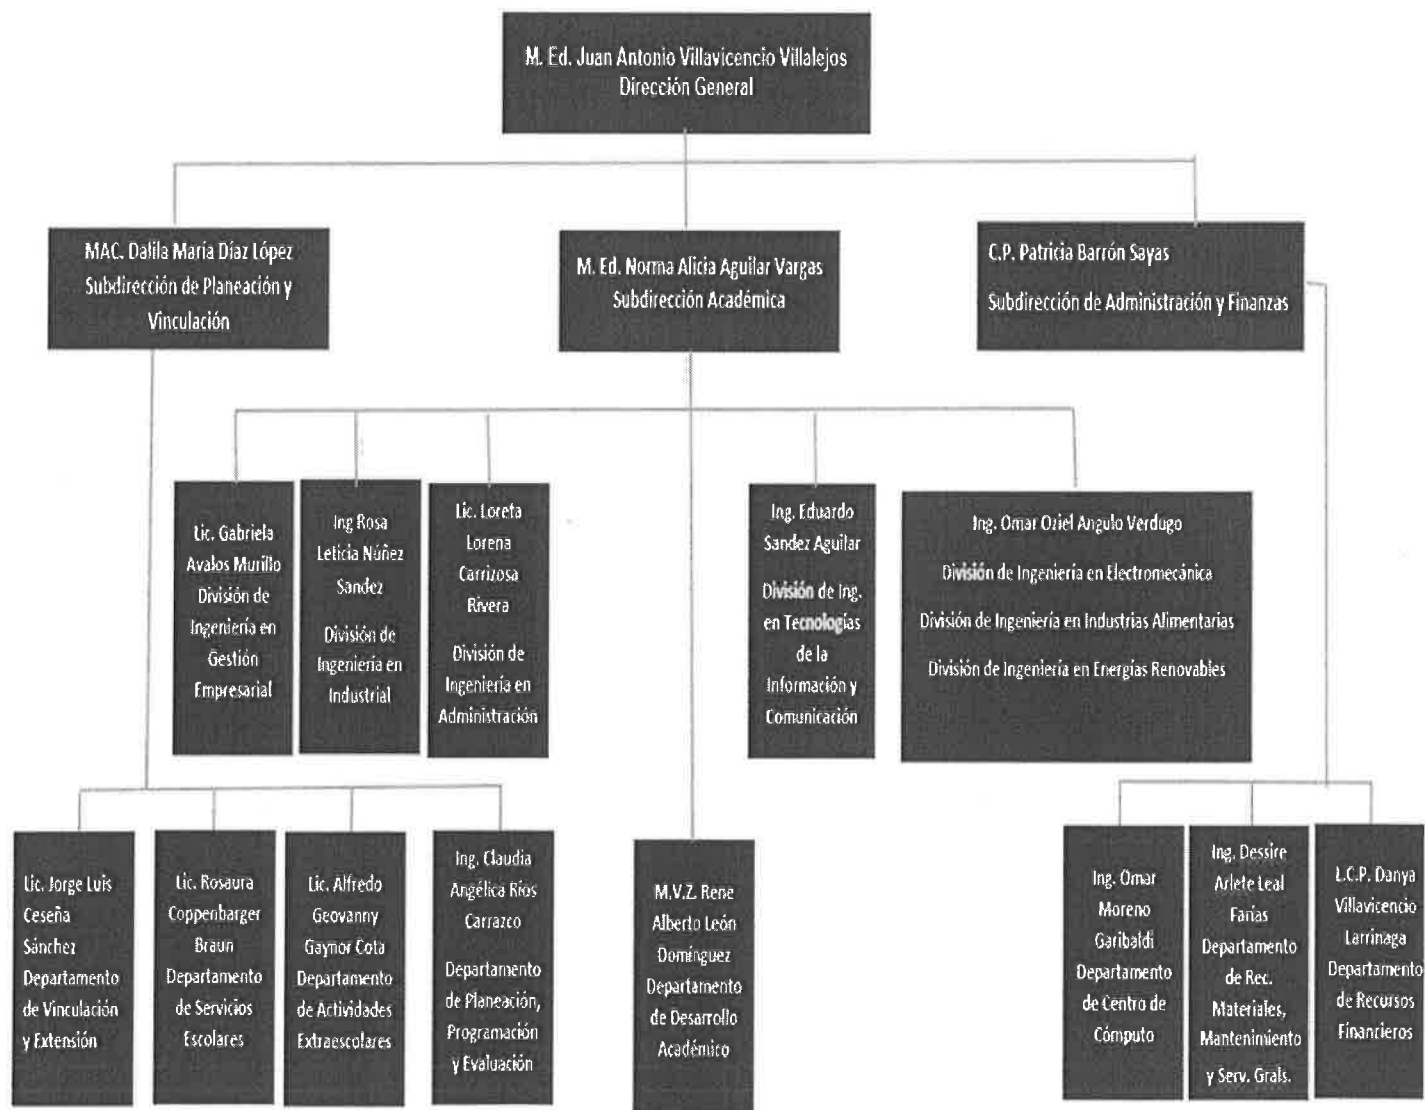 M. Ed. Juan Antonio Villavicencio Villalejos
Dirección General
MAC. Dalila María Díaz López
Subdirección de Planeación y
Vinculación
M. Ed. Norma Alicia Aguilar Vargas
Subdirección Académica
C.P. Patricia Barrón Sayas
Subdirección de Administración y Finanzas
Lic. Gabriela
Avalos Murillo
División de
Ingeniería en
Gestión
Empresarial
Ing Rosa
Leticia Núñez
Sandez
División de
Ingeniería en
Industrial
Lic. Loreta
Lorena
Carrizosa
Rivera
División de
Ingeniería en
Administración
Ing. Eduardo
Sandez Aguilar
División de Ing.
en Tecnologías
de la
Información y
Comunicación
Ing. Omar Oziel Angulo Verdugo
División de Ingeniería en Electromecánica
División de Ingeniería en Industrias Alimentarias
División de Ingeniería en Energías Renovables
Lic. Jorge Luis
Ceseña
Sánchez
Departamento
de Vinculación
y Extensión
Lic. Rosaura
Coppenbarger
Braun
Departamento
de Servicios
Escolares
Lic. Alfredo
Geovanny
Gaynor Cota
Departamento
de Actividades
Extraescolares
Ing. Claudia
Angélica Ríos
Carrazco
Departamento
de Planeación,
Programación
y Evaluación
M.V.Z. Rene
Alberto León
Domínguez
Departamento
de Desarrollo
Académico
Ing. Omar
Moreno
Garibaldi
Departamento
de Centro de
Cómputo
Ing. Dessire
Arlete Leal
Farías
Departamento
de Rec.
Materiales,
Mantenimiento
y Serv. Grals.
L.C.P. Danya
Villavicencio
Larrinaga
Departamento
de Recursos
Financieros